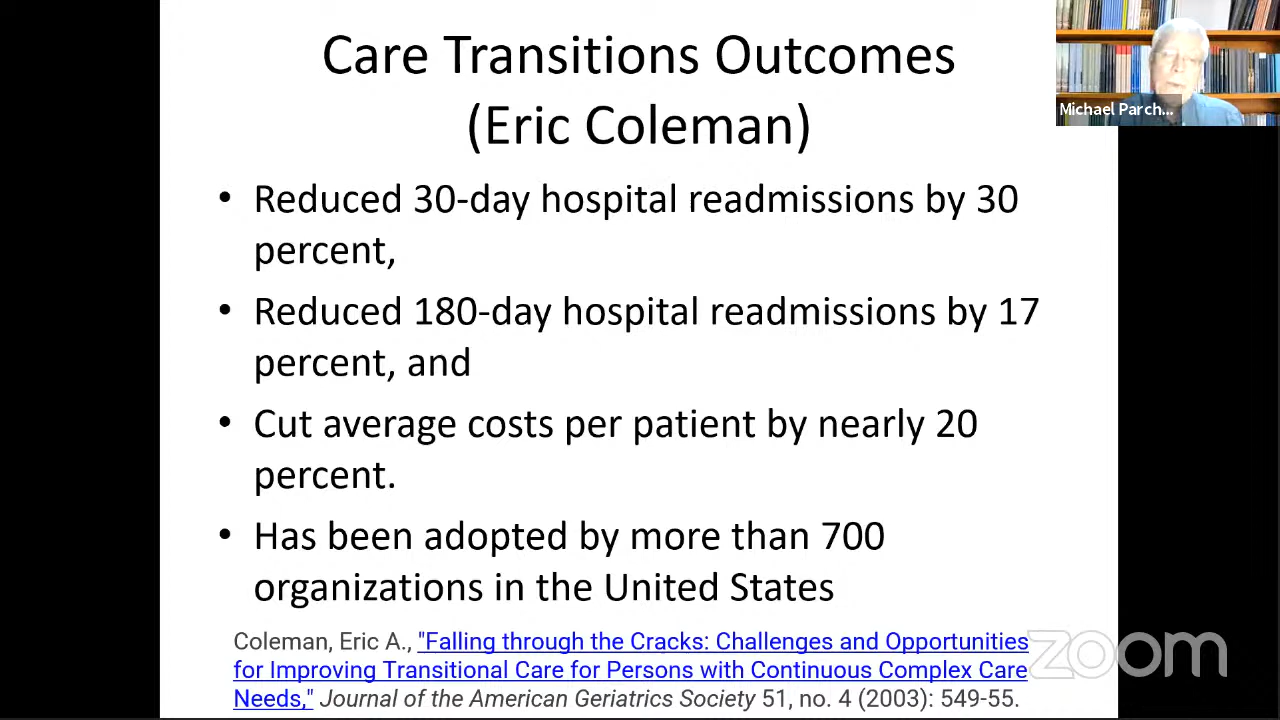 Care Transitions Outcomes
(Eric Coleman)
Michael Parch...
• Reduced 30-day hospital readmissions by 30
percent,
• Reduced 180-day hospital readmissions by 17
percent, and
• Cut average costs per patient by nearly 20
percent.
• Has been adopted by more than 700
organizations in the United States
Coleman, Eric A., "Falling through the Cracks: Challenges and Opportunities
for Improving Transitional Care for Persons with Continuous Complex Care
Needs," Journal of the American Geriatrics Society 51, no. 4 (2003): 549-55.
zoom